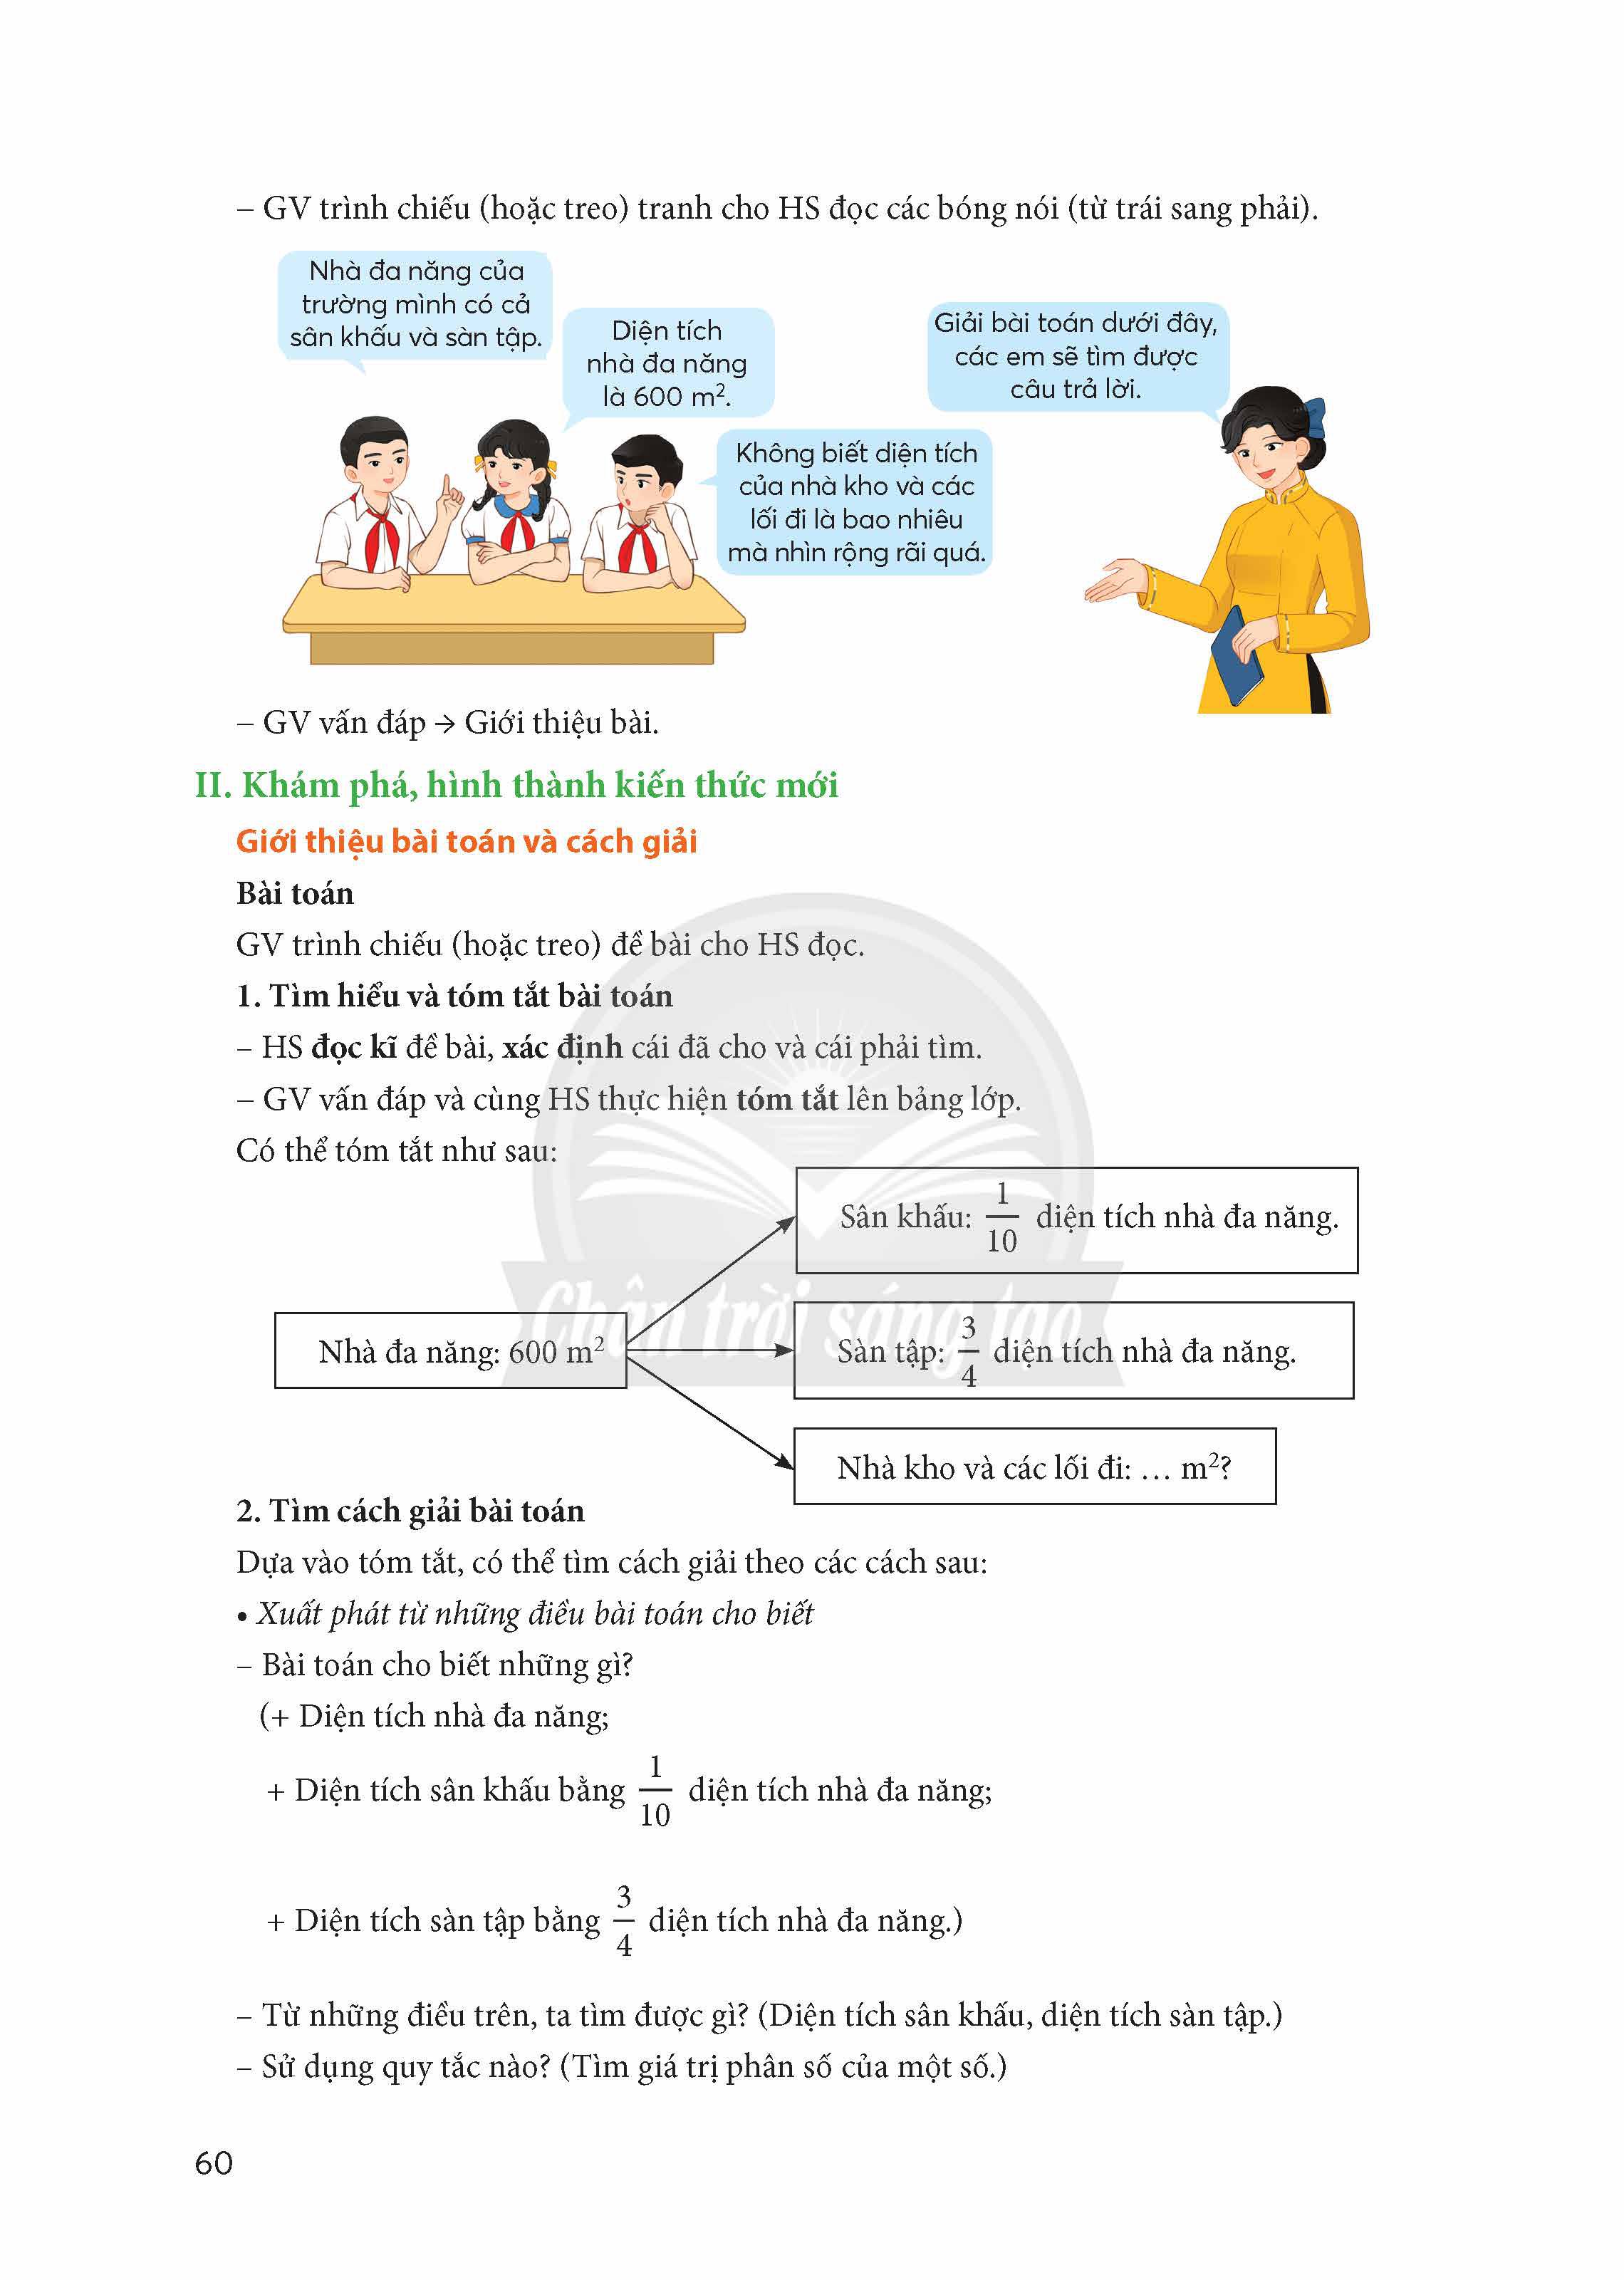 – GV trình chiếu (hoặc treo) tranh cho HS đọc các bóng nói (từ trái sang phải).
Nhà đa năng của
trường mình có cả
sân khấu và sàn tập.
Diện tích
nhà đa năng
là 600 m².
Không biết diện tích
của nhà kho và các
lối đi là bao nhiêu
mà nhìn rộng rãi quá.
Giải bài toán dưới đây,
các em sẽ tìm được
câu trả lời.
– GV vấn đáp → Giới thiệu bài.
II. Khám phá, hình thành kiến thức mới
Giới thiệu bài toán và cách giải
Bài toán
GV trình chiếu (hoặc treo) đề bài cho HS đọc.
1. Tìm hiểu và tóm tắt bài toán
– HS đọc kĩ đề bài, xác định cái đã cho và cái phải tìm.
– GV vấn đáp và cùng HS thực hiện tóm tắt lên bảng lớp.
Có thể tóm tắt như sau:
Sân khấu: 1/10 diện tích nhà đa năng.
Chân trời sáng tạo
Nhà đa năng: 600 m²
Sàn tập: 3/4 diện tích nhà đa năng.
Nhà kho và các lối đi: … m²?
2. Tìm cách giải bài toán
Dựa vào tóm tắt, có thể tìm cách giải theo các cách sau:
• Xuất phát từ những điều bài toán cho biết
– Bài toán cho biết những gì?
(+ Diện tích nhà đa năng;
+ Diện tích sân khấu bằng 1/10 diện tích nhà đa năng;
+ Diện tích sàn tập bằng 3/4 diện tích nhà đa năng.)
– Từ những điều trên, ta tìm được gì? (Diện tích sân khấu, diện tích sàn tập.)
– Sử dụng quy tắc nào? (Tìm giá trị phân số của một số.)
60